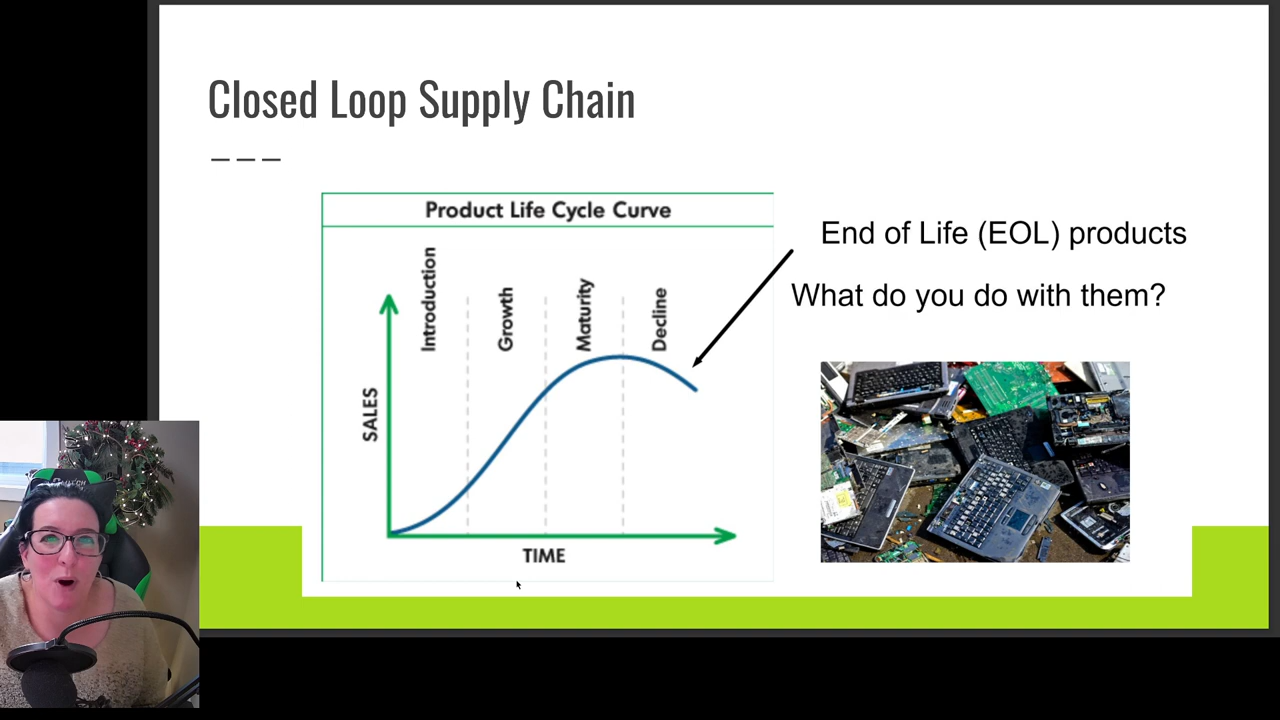 Closed Loop Supply Chain
Product Life Cycle Curve
Introduction
Growth
Maturity
Decline
SALES
TIME
End of Life (EOL) products
What do you do with them?